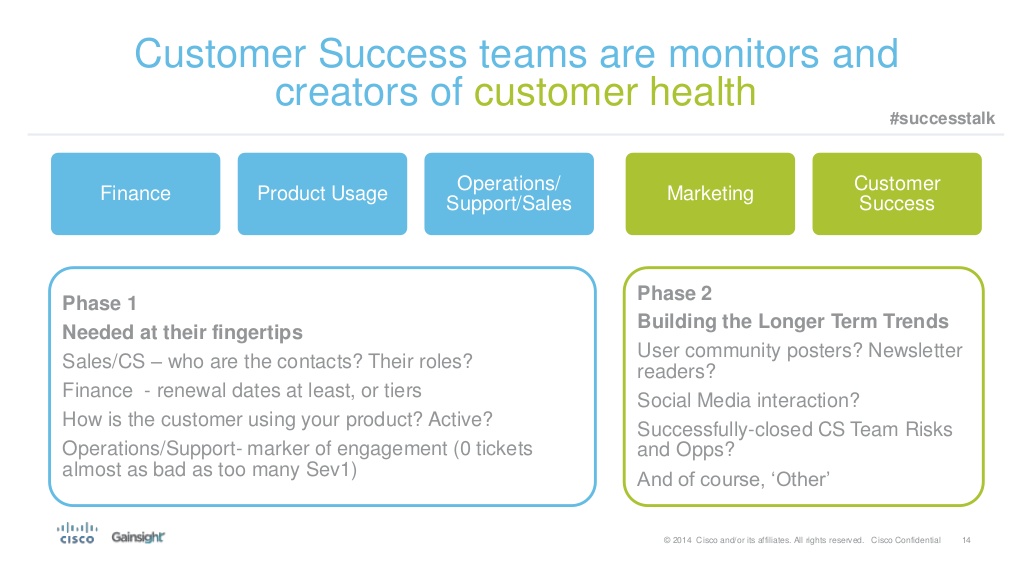 Customer Success teams are monitors and
creators of customer health
#successtalk
Finance
Product Usage
Operations/
Support/Sales
Marketing
Customer
Success
Phase 1
Needed at their fingertips
Sales/CS – who are the contacts? Their roles?
Finance  - renewal dates at least, or tiers
How is the customer using your product? Active?
Operations/Support- marker of engagement (0 tickets
almost as bad as too many Sev1)
Phase 2
Building the Longer Term Trends
User community posters? Newsletter
readers?
Social Media interaction?
Successfully-closed CS Team Risks
and Opps?
And of course, ‘Other’
CISCO
Gainsight
© 2014  Cisco and/or its affiliates. All rights reserved.   Cisco Confidential
14